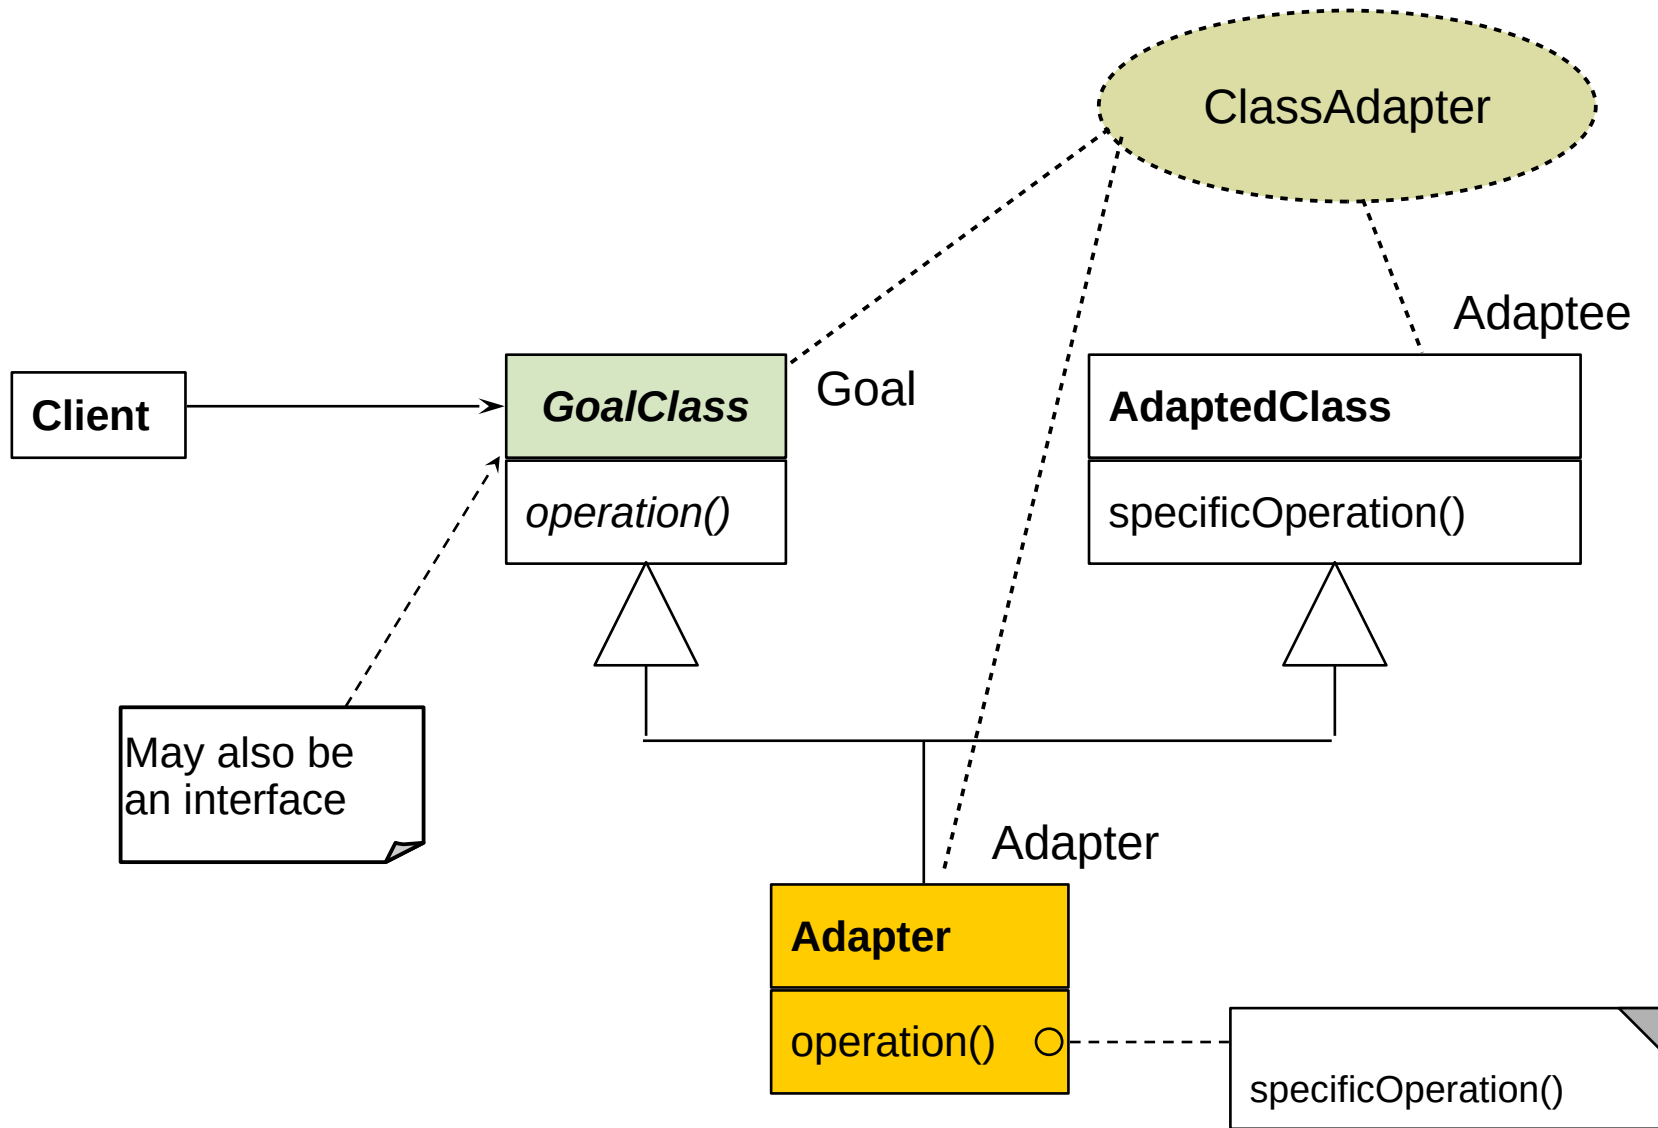 ClassAdapter
Adaptee
Goal
Client
GoalClass
AdaptedClass
operation()
specificOperation()
May also be
an interface
Adapter
Adapter
operation()
specificOperation()